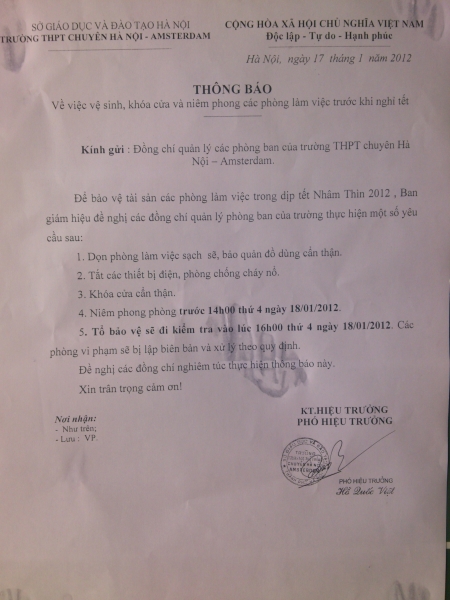 SỞ GIÁO DỤC VÀ ĐÀO TẠO HÀ NỘI
TRƯỜNG THPT CHUYÊN HÀ NỘI - AMSTERDAM
CỘNG HÒA XÃ HỘI CHỦ NGHĨA VIỆT NAM
Độc lập - Tự do - Hạnh phúc
Hà Nội, ngày 17 tháng 1 năm 2012
THÔNG BÁO
Về việc vệ sinh, khóa cửa và niêm phong các phòng làm việc trước khi nghỉ tết
Kính gửi : Đồng chí quản lý các phòng ban của trường THPT chuyên Hà
Nội – Amsterdam.
Để bảo vệ tài sản các phòng làm việc trong dịp tết Nhâm Thìn 2012 , Ban
giám hiệu đề nghị các đồng chí quản lý phòng ban của trường thực hiện một số yêu
cầu sau:
1. Dọn phòng làm việc sạch sẽ, bảo quản đồ dùng cẩn thận.
2. Tắt các thiết bị điện, phòng chống cháy nổ.
3. Khóa cửa cẩn thận.
4. Niêm phong phòng trước 14h00 thứ 4 ngày 18/01/2012.
5. Tổ bảo vệ sẽ đi kiểm tra vào lúc 16h00 thứ 4 ngày 18/01/2012. Các
phòng vi phạm sẽ bị lập biên bản và xử lý theo quy định.
Đề nghị các đồng chí nghiêm túc thực hiện thông báo này.
Xin trân trọng cảm ơn!
Nơi nhận:
- Như trên;
- Lưu : VP.
KT.HIỆU TRƯỞNG
PHÓ HIỆU TRƯỞNG
PHÓ HIỆU TRƯỞNG
Hồ Quốc Việt